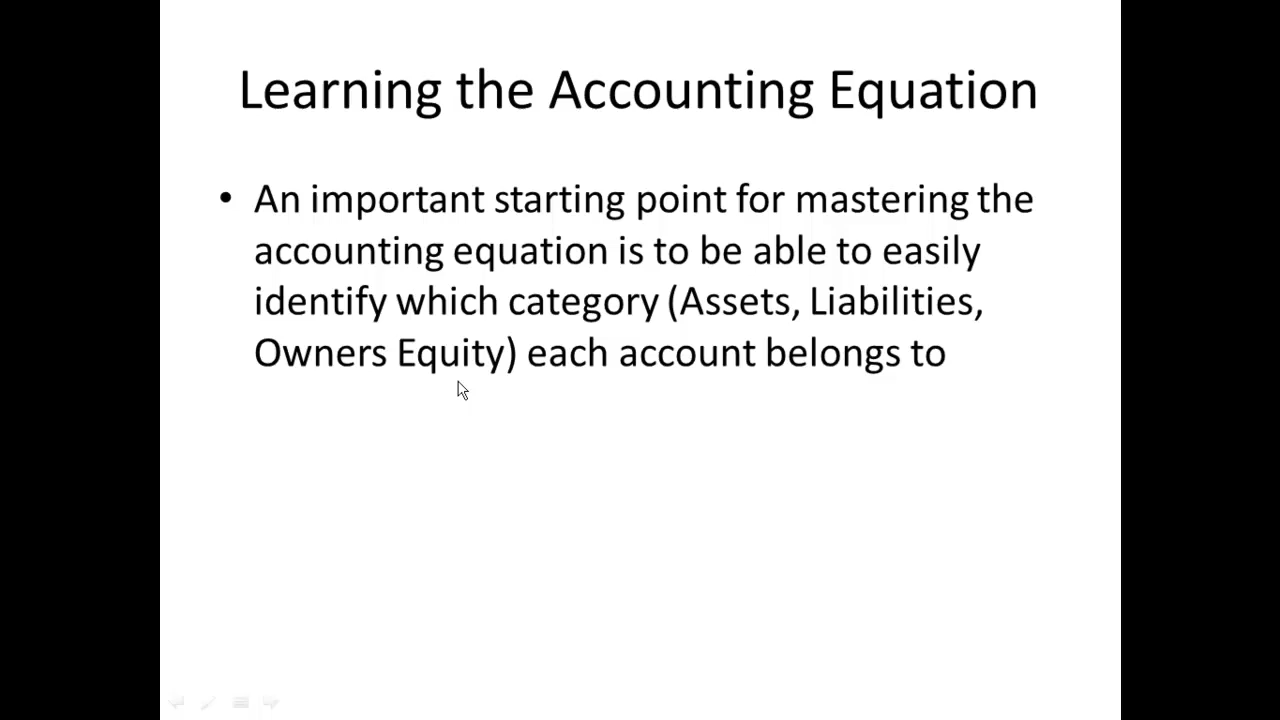 Learning the Accounting Equation
• An important starting point for mastering the
accounting equation is to be able to easily
identify which category (Assets, Liabilities,
Owners Equity) each account belongs to